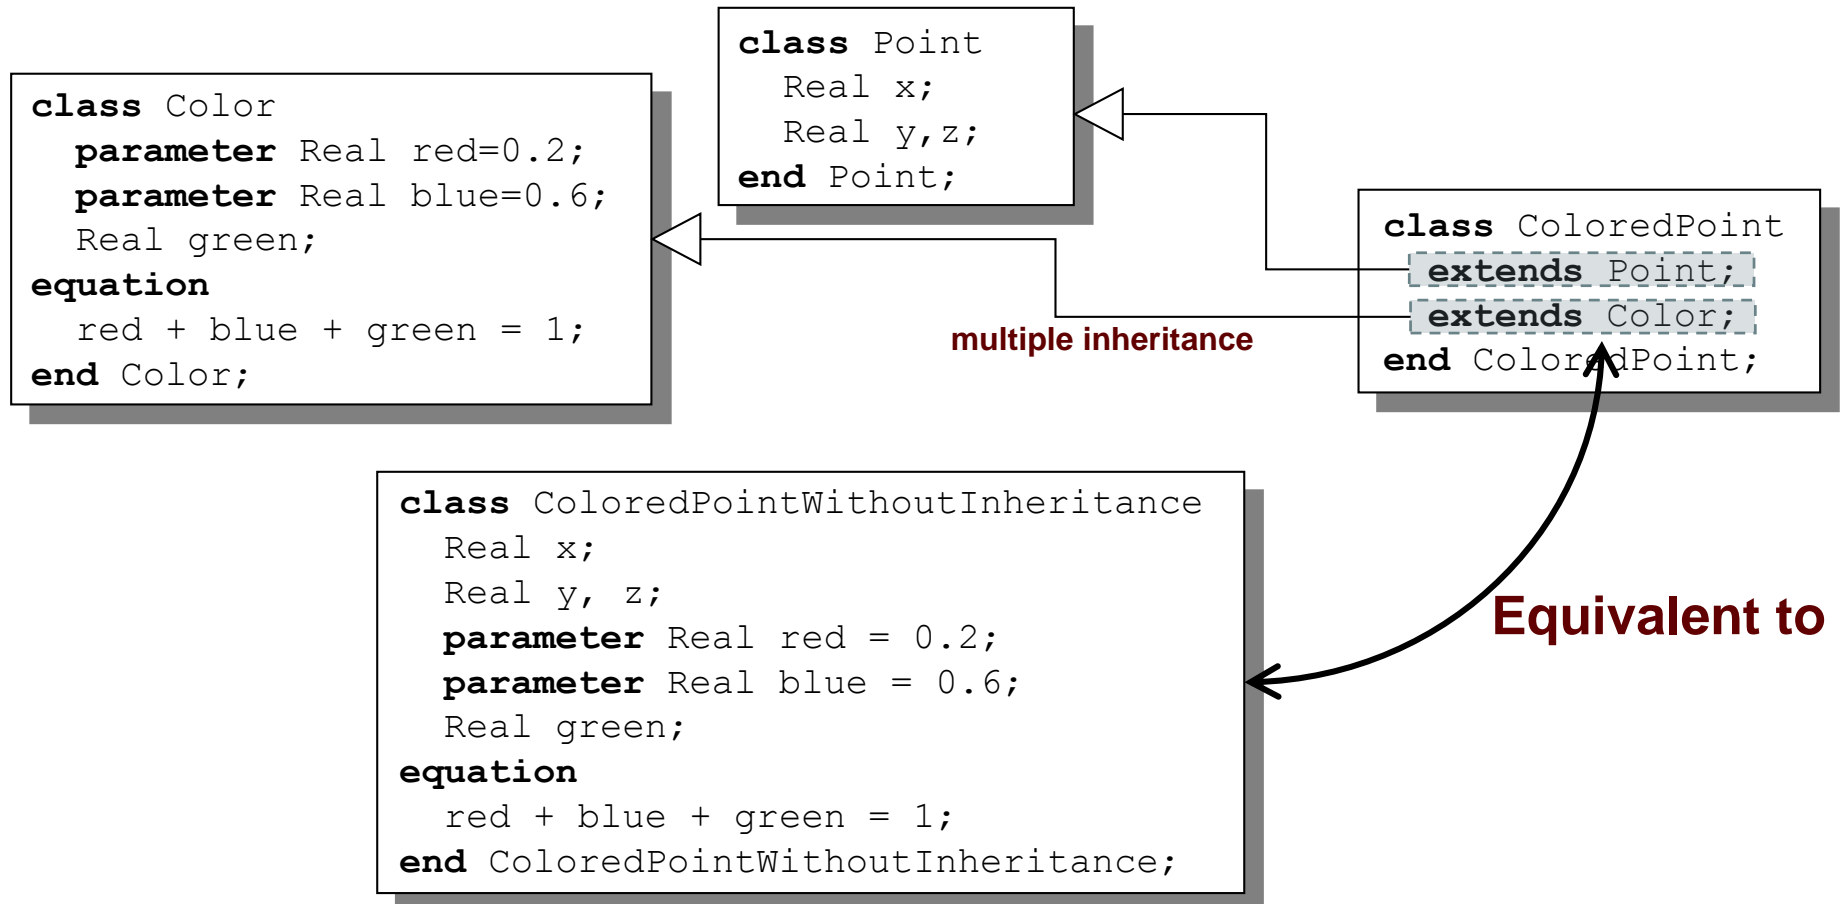 class Color
parameter Real red=0.2;
parameter Real blue=0.6;
Real green;
equation
red + blue + green = 1;
end Color;
class Point
Real x;
Real y,z;
end Point;
class ColoredPoint
extends Point;
extends Color;
end ColoredPoint;
multiple inheritance
class ColoredPointWithoutInheritance
Real x;
Real y, z;
parameter Real red = 0.2;
parameter Real blue = 0.6;
Real green;
equation
red + blue + green = 1;
end ColoredPointWithoutInheritance;
Equivalent to